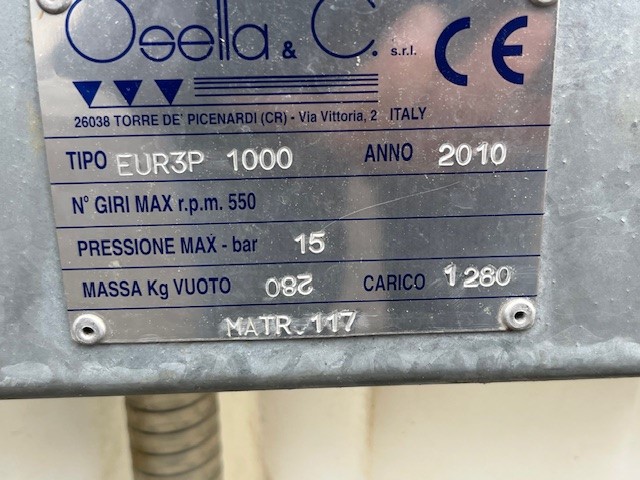 Osella & C. s.r.l. CE
26038 TORRE DE' PICENARDI (CR) - Via Vittoria, 2 ITALY
TIPO EUR3P 1000 ANNO 2010
N° GIRI MAX r.p.m. 550
PRESSIONE MAX - bar 15
MASSA Kg VUOTO 280 CARICO 1280
MATR. 117